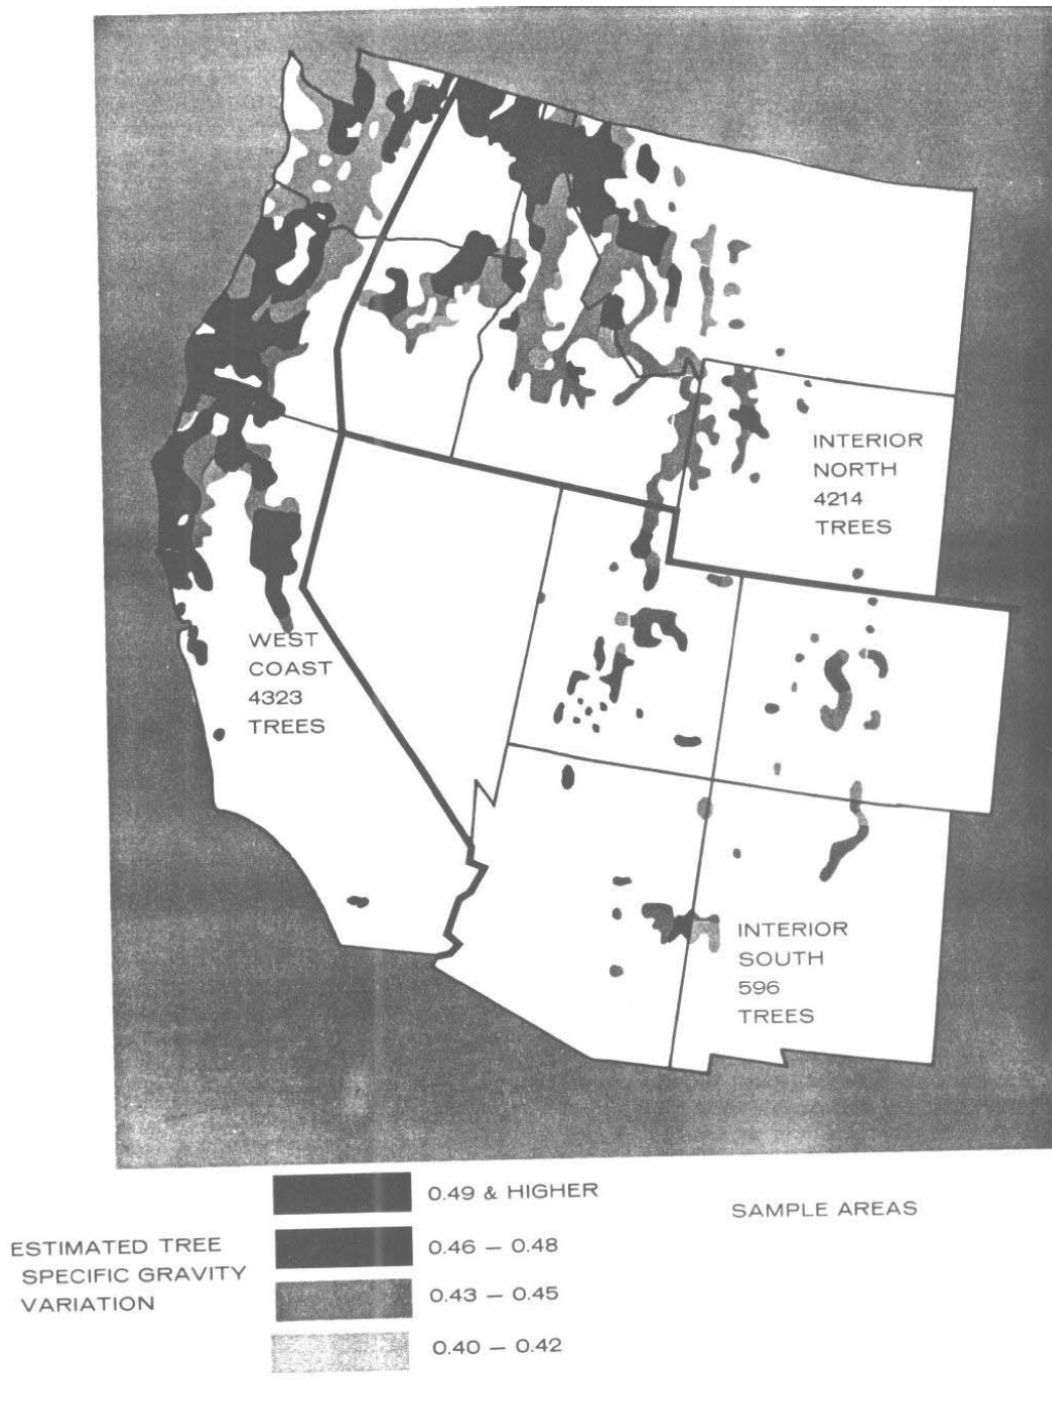 INTERIOR
NORTH
4214
TREES
WEST
COAST
4323
TREES
INTERIOR
SOUTH
596
TREES
0.49 & HIGHER
SAMPLE AREAS
ESTIMATED TREE
SPECIFIC GRAVITY
VARIATION
0.46 — 0.48
0.43 — 0.45
0.40 — 0.42